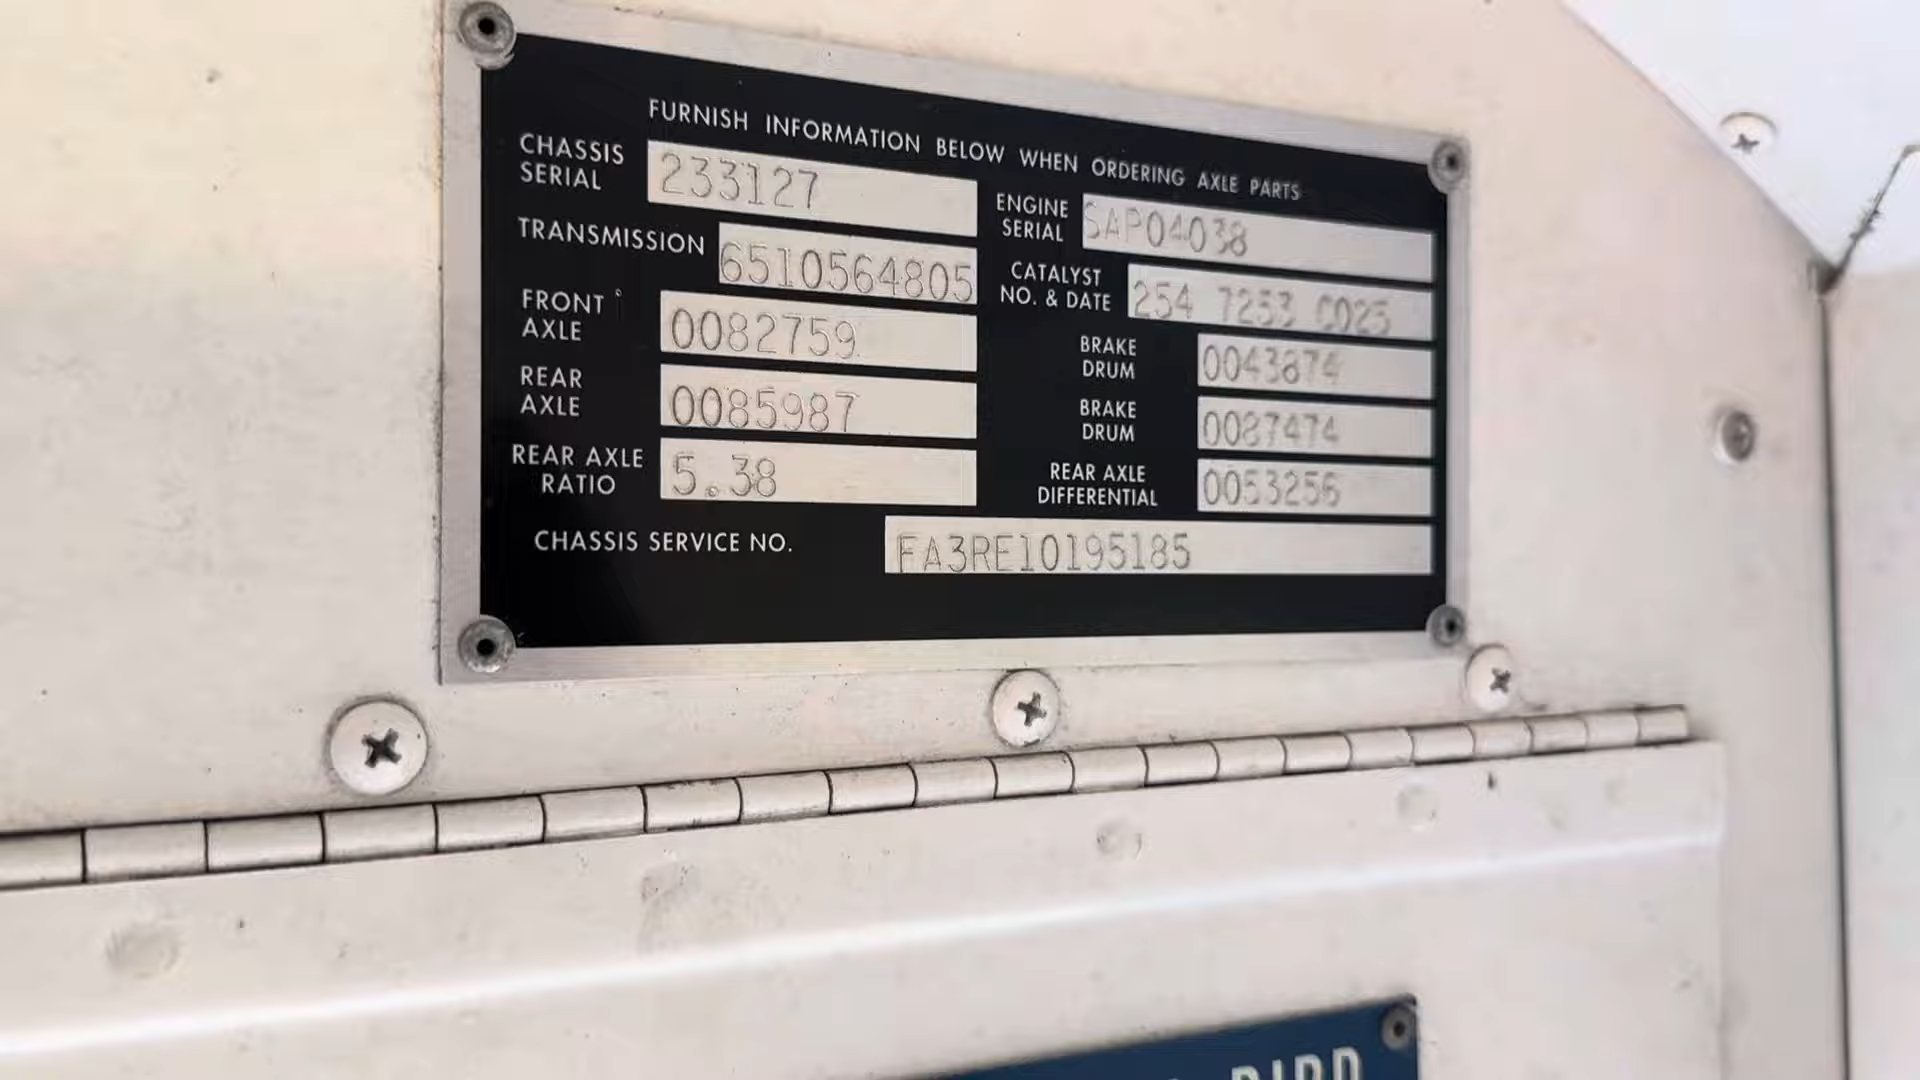 FURNISH INFORMATION BELOW WHEN ORDERING AXLE PARTS
CHASSIS SERIAL 233127
TRANSMISSION 6510564805
FRONT AXLE 0082759
REAR AXLE 0085987
REAR AXLE RATIO 5.38
ENGINE SERIAL SAP04038
CATALYST NO. & DATE 254 7253 C025
BRAKE DRUM 0043874
BRAKE DRUM 0087474
REAR AXLE DIFFERENTIAL 0053256
CHASSIS SERVICE NO. FA3RE10195185
BIRD